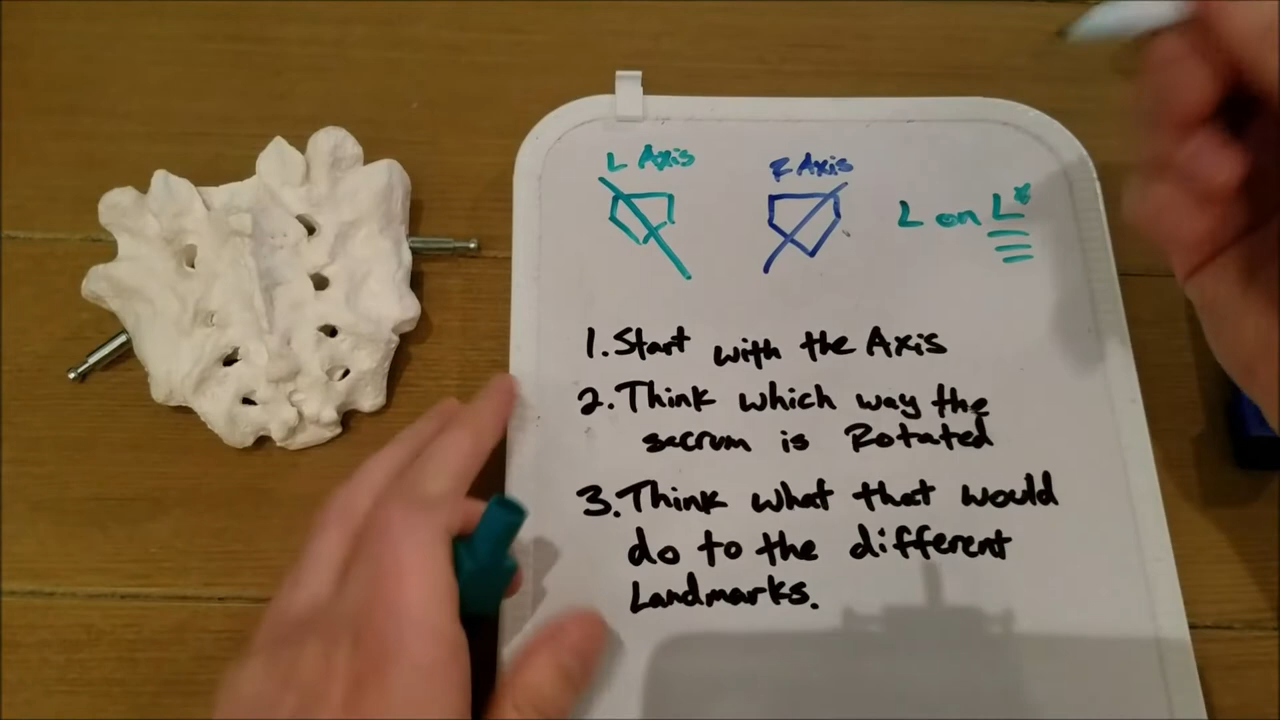 L Axis
R Axis
L on L*
1. Start with the Axis
2. Think which way the
sacrum is Rotated
3. Think what that would
do to the different
Landmarks.